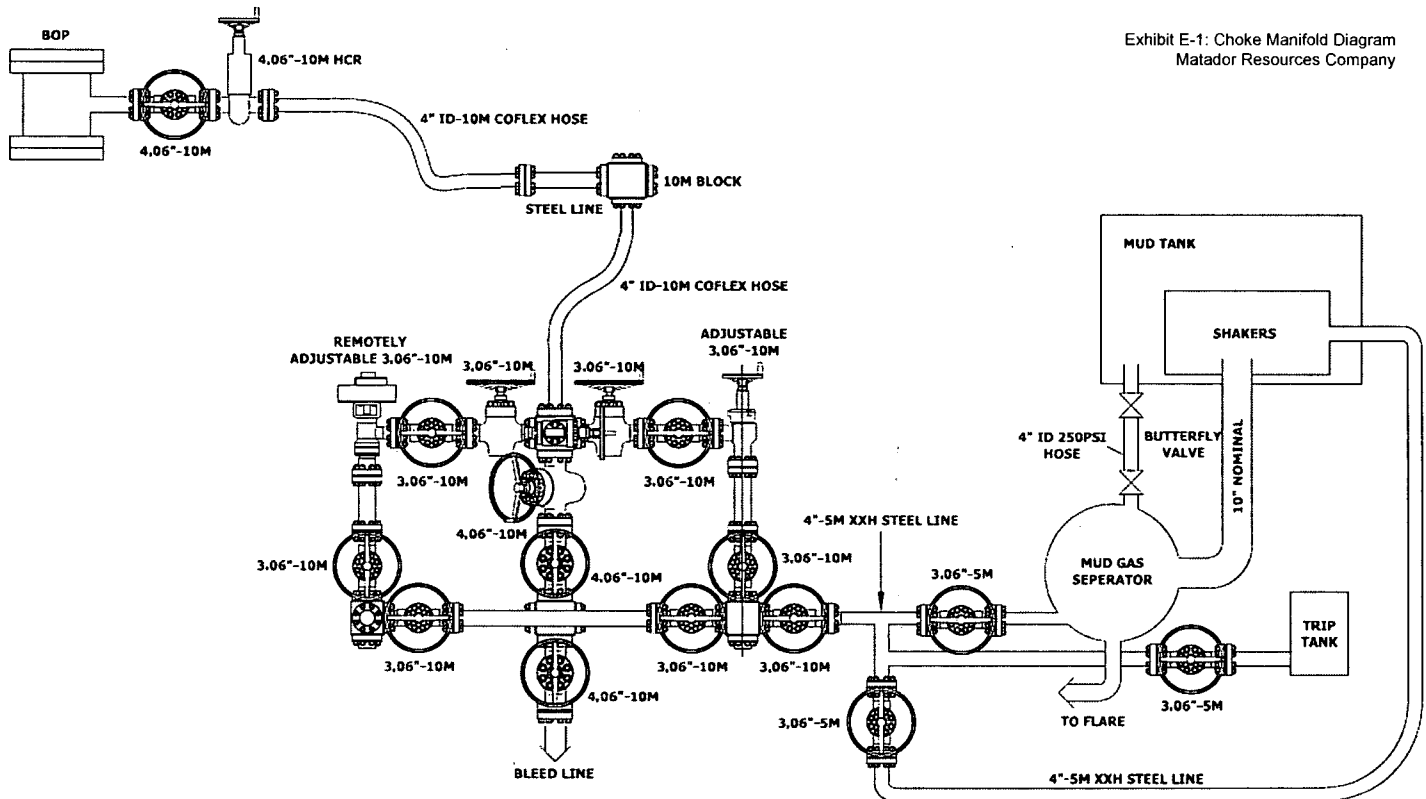 Exhibit E-1: Choke Manifold Diagram
Matador Resources Company
BOP
4,06"-10M HCR
4,06"-10M
4" ID-10M COFLEX HOSE
10M BLOCK
STEEL LINE
4" ID-10M COFLEX HOSE
MUD TANK
SHAKERS
REMOTELY
ADJUSTABLE 3.06"-10M
3,06"-10M
3.06"-10M
ADJUSTABLE
3.06"-10M
3.06"-10M
3.06"-10M
4,06"-10M
4" ID 250PSI
HOSE
BUTTERFLY
VALVE
10" NOMINAL
4"-5M XXH STEEL LINE
3.06"-10M
4.06"-10M
3,06"-10M
3.06"-5M
MUD GAS
SEPERATOR
TRIP
TANK
3,06"-10M
3,06"-10M
3,06"-10M
4,06"-10M
3,06"-5M
3,06"-5M
TO FLARE
BLEED LINE
4"-5M XXH STEEL LINE